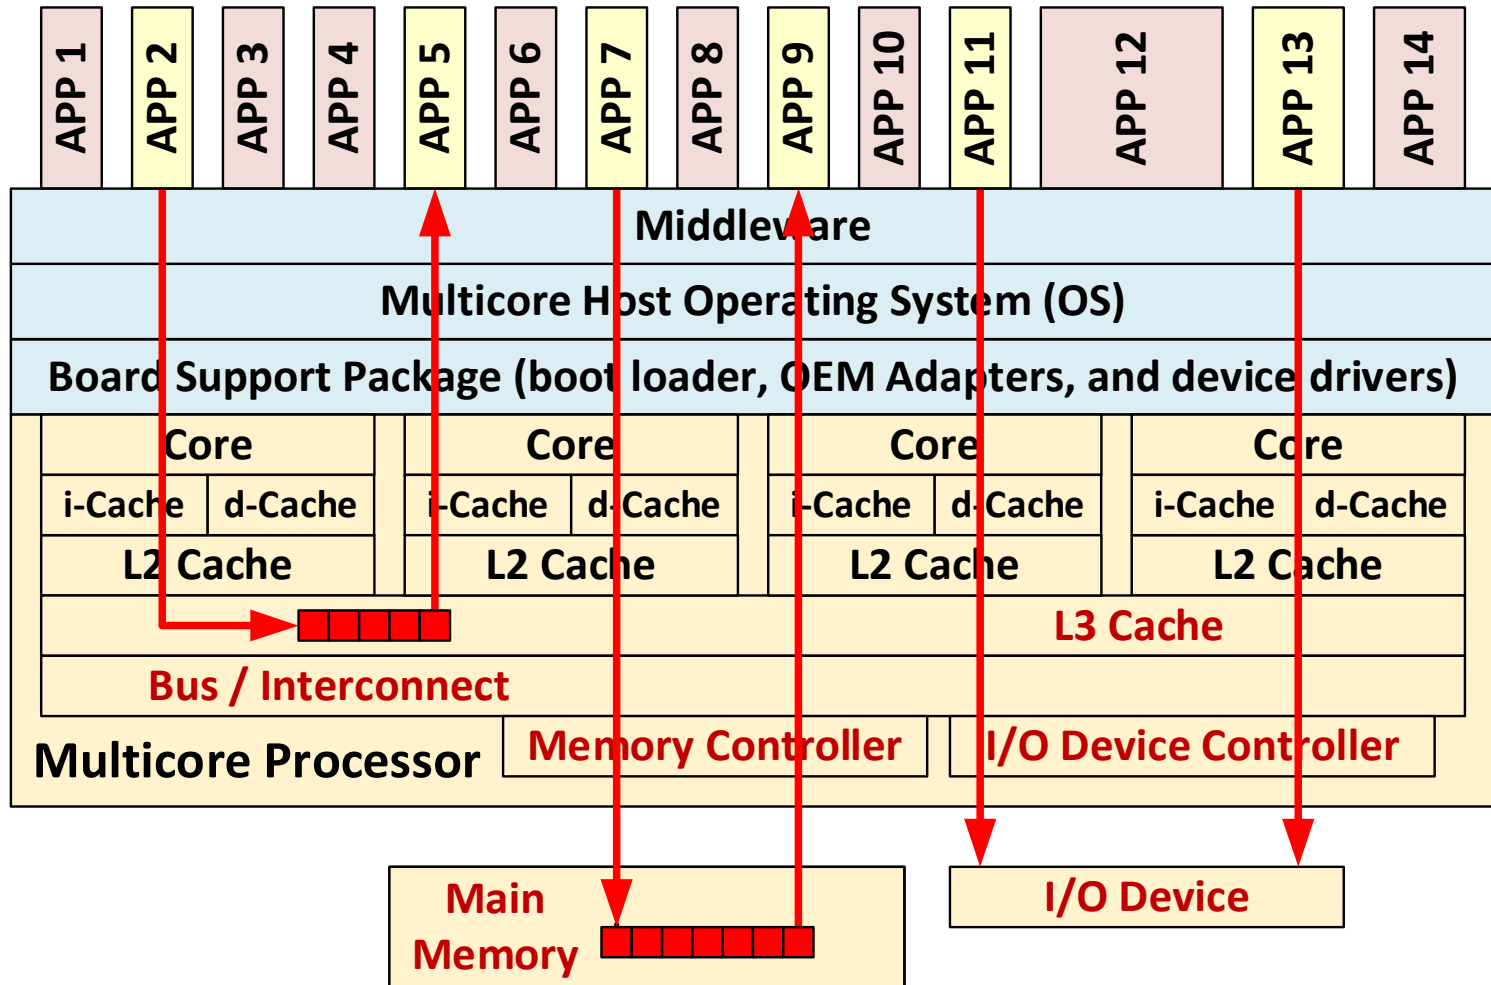 APP 1
APP 2
APP 3
APP 4
APP 5
APP 6
APP 7
APP 8
APP 9
APP 10
APP 11
APP 12
APP 13
APP 14
Middleware
Multicore Host Operating System (OS)
Board Support Package (boot loader, OEM Adapters, and device drivers)
Core
Core
Core
Core
i-Cache
d-Cache
i-Cache
d-Cache
i-Cache
d-Cache
i-Cache
d-Cache
L2 Cache
L2 Cache
L2 Cache
L2 Cache
L3 Cache
Bus / Interconnect
Multicore Processor
Memory Controller
I/O Device Controller
Main
Memory
I/O Device